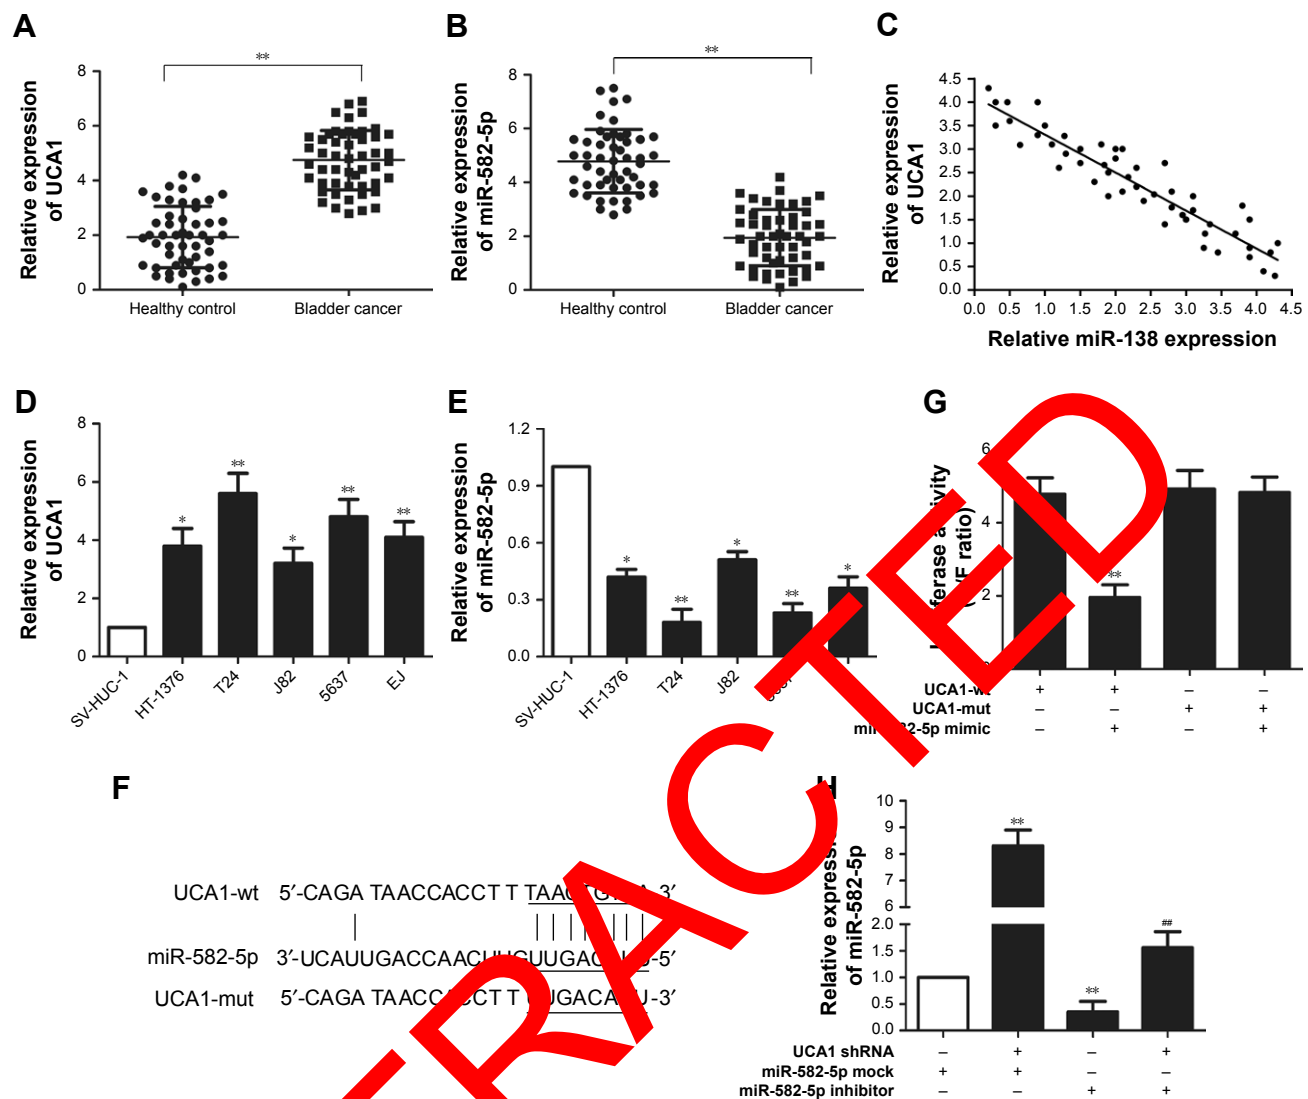 A
Relative expression
of UCA1
8
6
4
2
0
**
Healthy control
Bladder cancer
B
Relative expression
of miR-582-5p
8
6
4
2
0
**
Healthy control
Bladder cancer
C
Relative expression
of UCA1
4.5
4.0
3.5
3.0
2.5
2.0
1.5
1.0
0.5
0.0
0.0 0.5 1.0 1.5 2.0 2.5 3.0 3.5 4.0 4.5
Relative miR-138 expression
D
Relative expression
of UCA1
8
6
4
2
0
* ** * ** **
SV-HUC-1
HT-1376
T24
J82
5637
EJ
E
Relative expression
of miR-582-5p
1.2
0.9
0.6
0.3
0.0
* ** * ** *
SV-HUC-1
HT-1376
T24
J82
G
activity
ratio)
6
4
2
**
UCA1-wt + + – –
UCA1-mut – – + +
mimic – + – +
F
UCA1-wt 5′-CAGA TAACCACCT T 3′
miR-582-5p
UCA1-mut 5′-CAGA -3′
H
Relative
of miR-582-5p
10
9
8
7
6
2.0
1.5
1.0
0.5
0.0
** ** ##
UCA1 shRNA – + – +
miR-582-5p mock + + – –
miR-582-5p inhibitor – – + +
RACTED